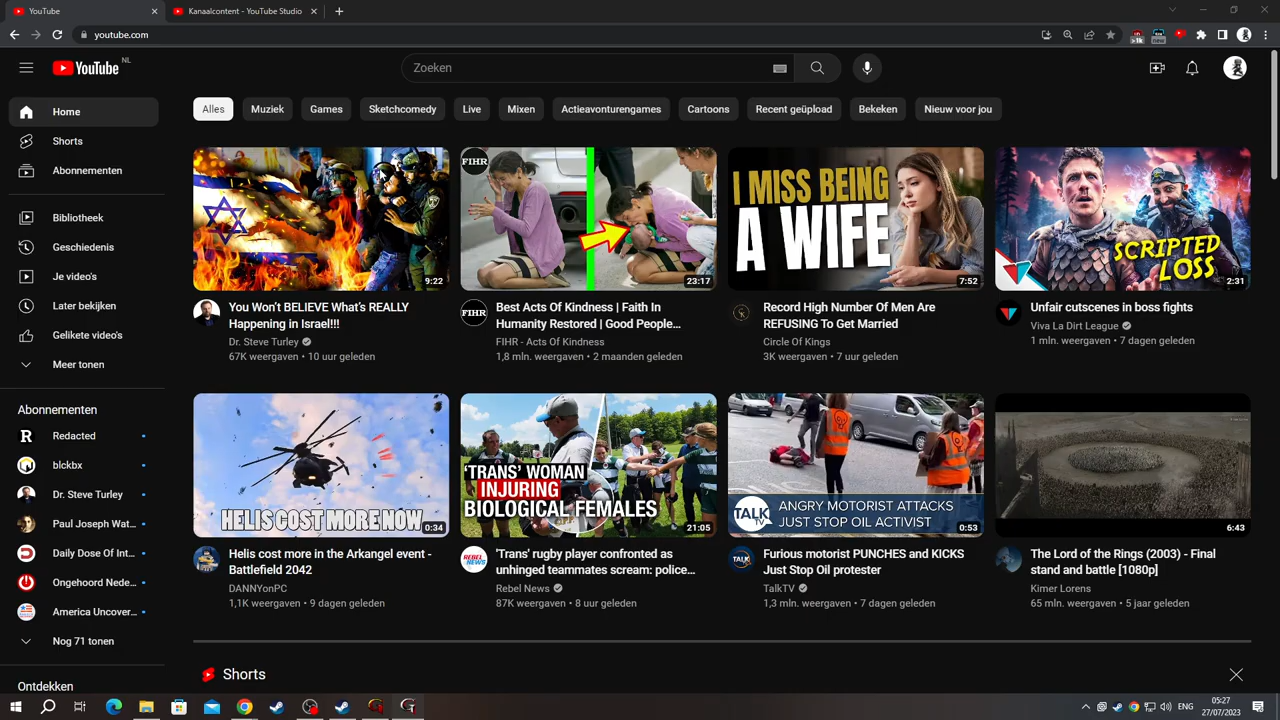 YouTube
Kanaalcontent - YouTube Studio
youtube.com
YouTube NL
Zoeken
Home
Shorts
Abonnementen
Bibliotheek
Geschiedenis
Je video's
Later bekijken
Gelikete video's
Meer tonen
Abonnementen
Redacted
blckbx
Dr. Steve Turley
Paul Joseph Wat...
Daily Dose Of Int...
Ongehoord Nede...
America Uncover...
Nog 71 tonen
Ontdekken
Alles Muziek Games Sketchcomedy Live Mixen Actieavonturengames Cartoons Recent geüpload Bekeken Nieuw voor jou
9:22
You Won't BELIEVE What's REALLY
Happening in Israel!!!
Dr. Steve Turley
67K weergaven • 10 uur geleden
FIHR
23:17
FIHR
Best Acts Of Kindness | Faith In
Humanity Restored | Good People...
FIHR - Acts Of Kindness
1,8 mln. weergaven • 2 maanden geleden
I MISS BEING
A WIFE
7:52
Record High Number Of Men Are
REFUSING To Get Married
Circle Of Kings
3K weergaven • 7 uur geleden
SCRIPTED
LOSS
2:31
Unfair cutscenes in boss fights
Viva La Dirt League
1 mln. weergaven • 7 dagen geleden
HELIS COST MORE NOW
0:34
Helis cost more in the Arkangel event -
Battlefield 2042
DANNYonPC
1,1K weergaven • 9 dagen geleden
'TRANS' WOMAN
INJURING
BIOLOGICAL FEMALES
21:05
REBEL NEWS
'Trans' rugby player confronted as
unhinged teammates scream: police...
Rebel News
87K weergaven • 8 uur geleden
TALK TV
ANGRY MOTORIST ATTACKS
JUST STOP OIL ACTIVIST
0:53
TALK TV
Furious motorist PUNCHES and KICKS
Just Stop Oil protester
TalkTV
1,3 mln. weergaven • 7 dagen geleden
6:43
The Lord of the Rings (2003) - Final
stand and battle [1080p]
Kimer Lorens
65 mln. weergaven • 5 jaar geleden
Shorts
ENG
05:27
27/07/2023